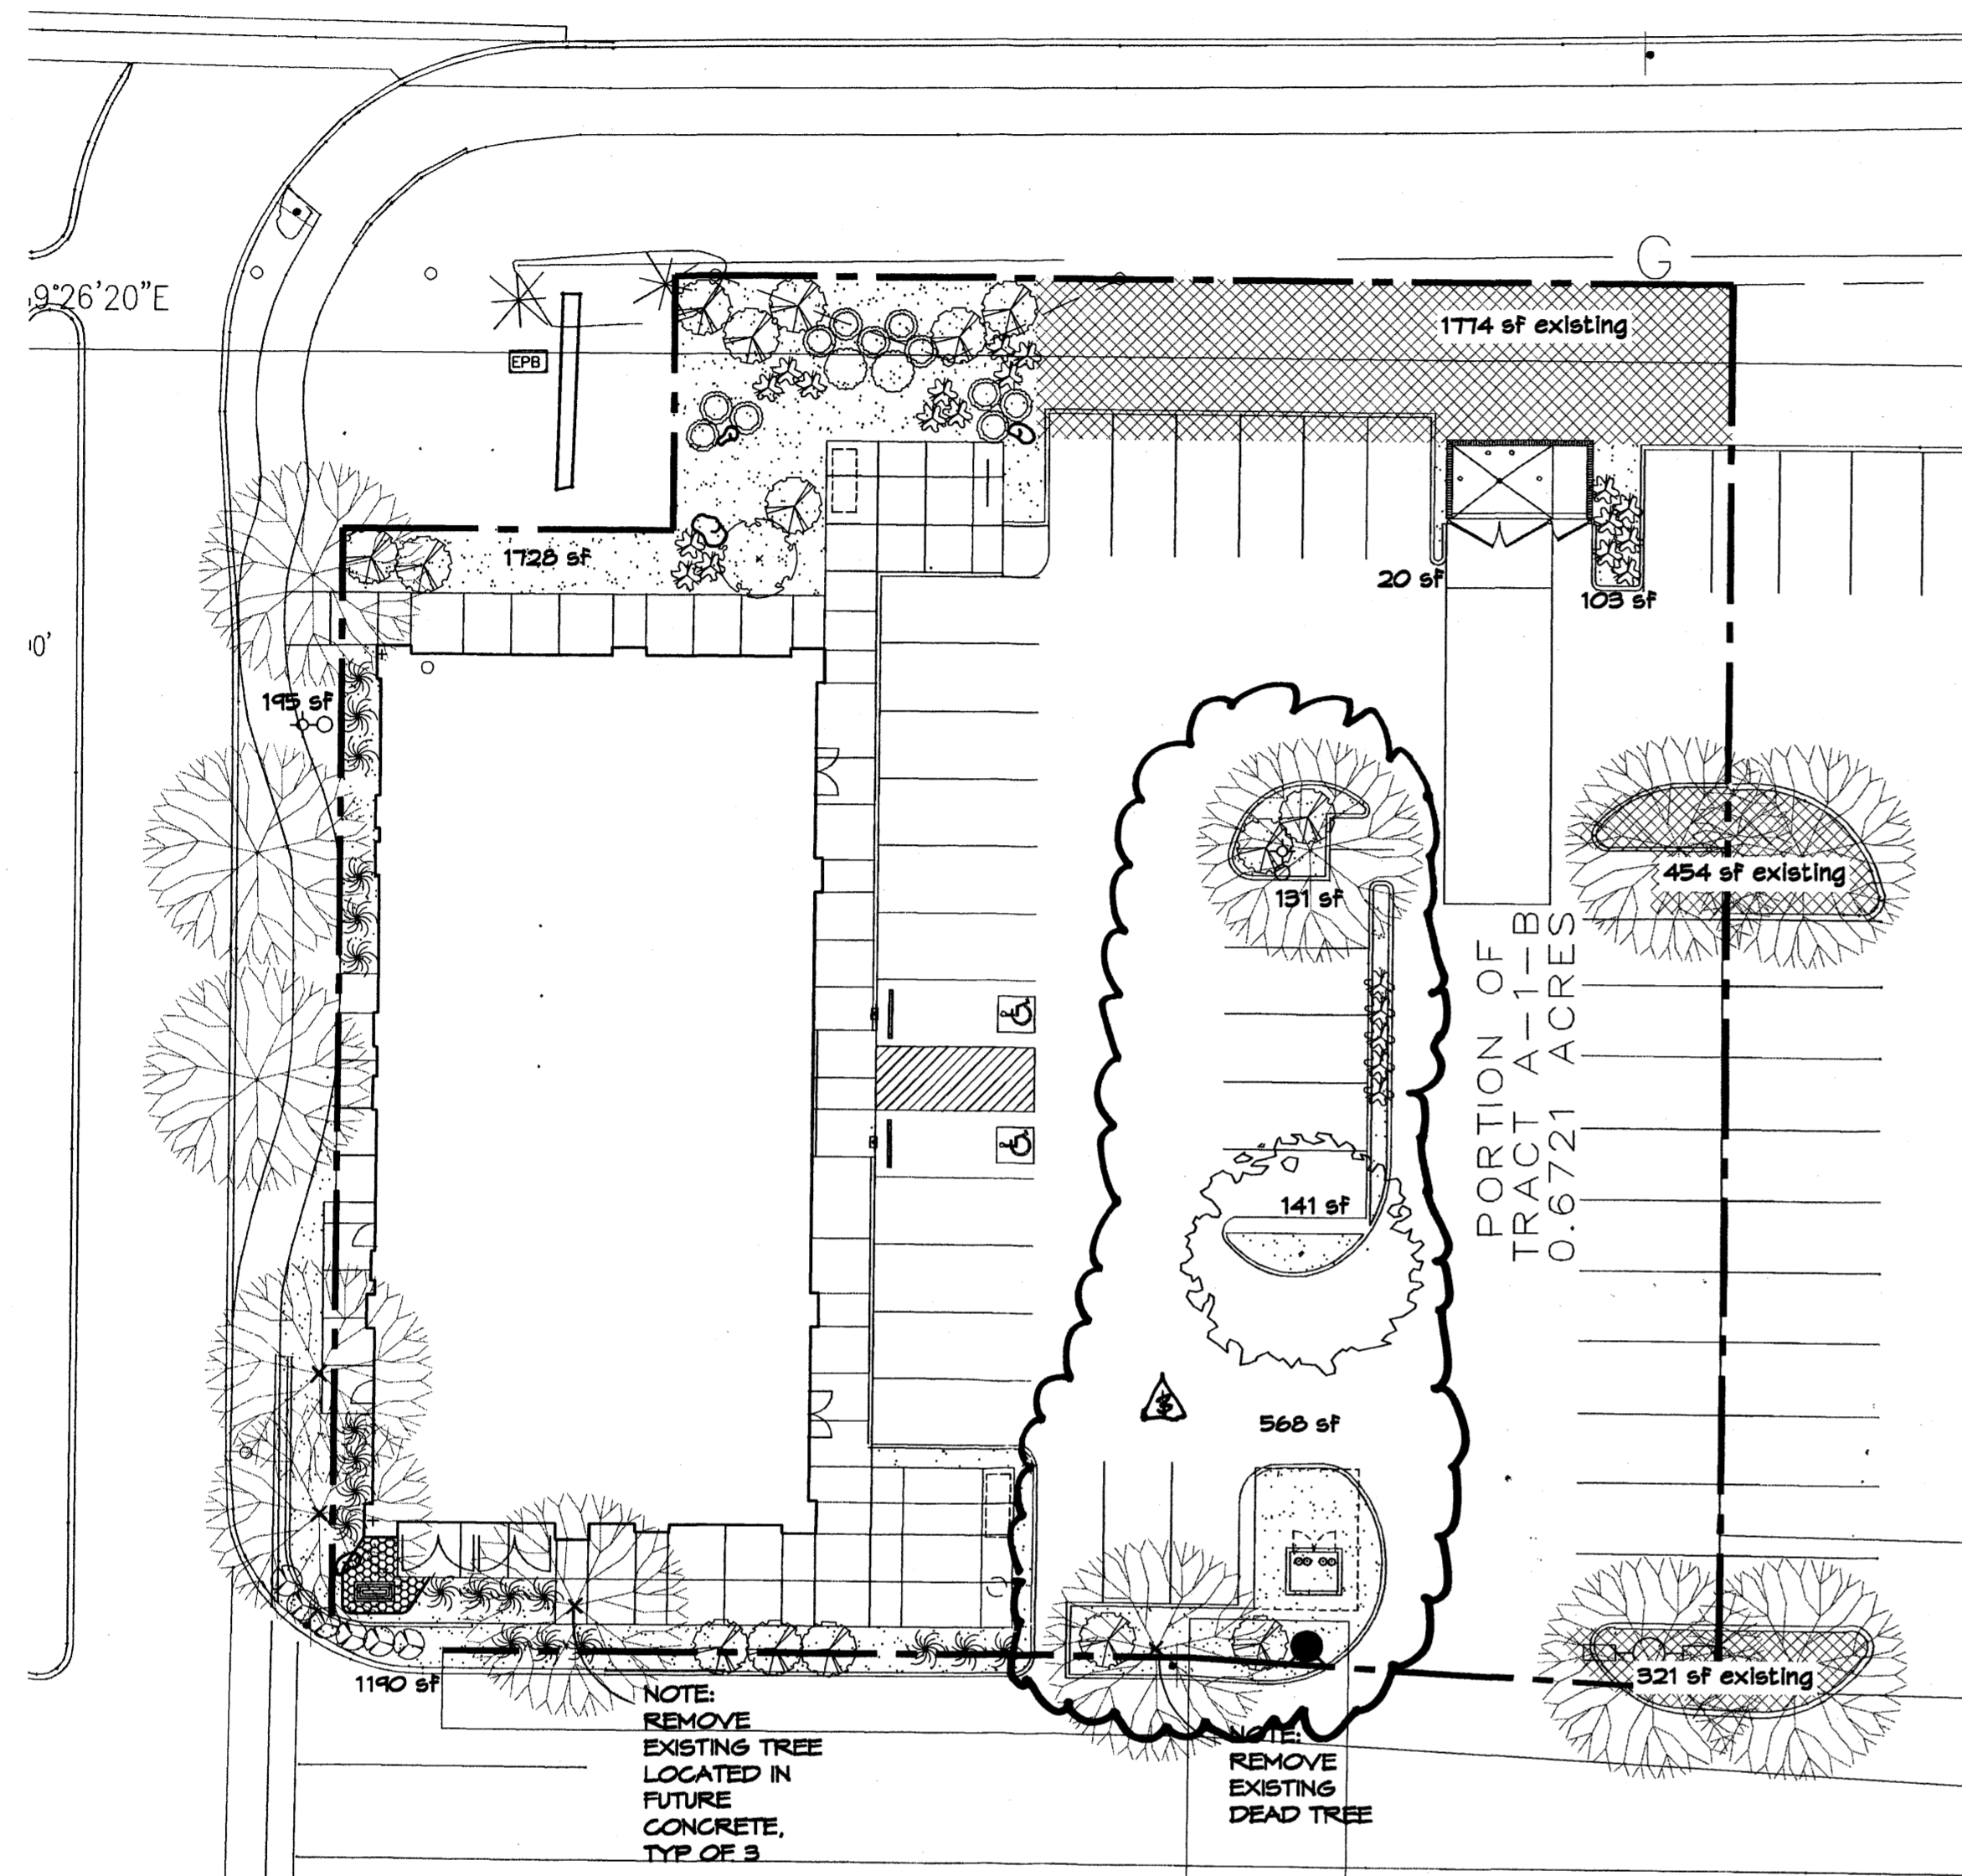 G
9°26'20"E
1774 sf existing
EPB
1728 sf
20 sf
103 sf
0'
195 sf
131 sf
454 sf existing
PORTION OF
TRACT A-1-B
0.6721 ACRES
141 sf
568 sf
1190 sf
321 sf existing
NOTE:
REMOVE
EXISTING TREE
LOCATED IN
FUTURE
CONCRETE,
TYP OF 3
NOTE:
REMOVE
EXISTING
DEAD TREE